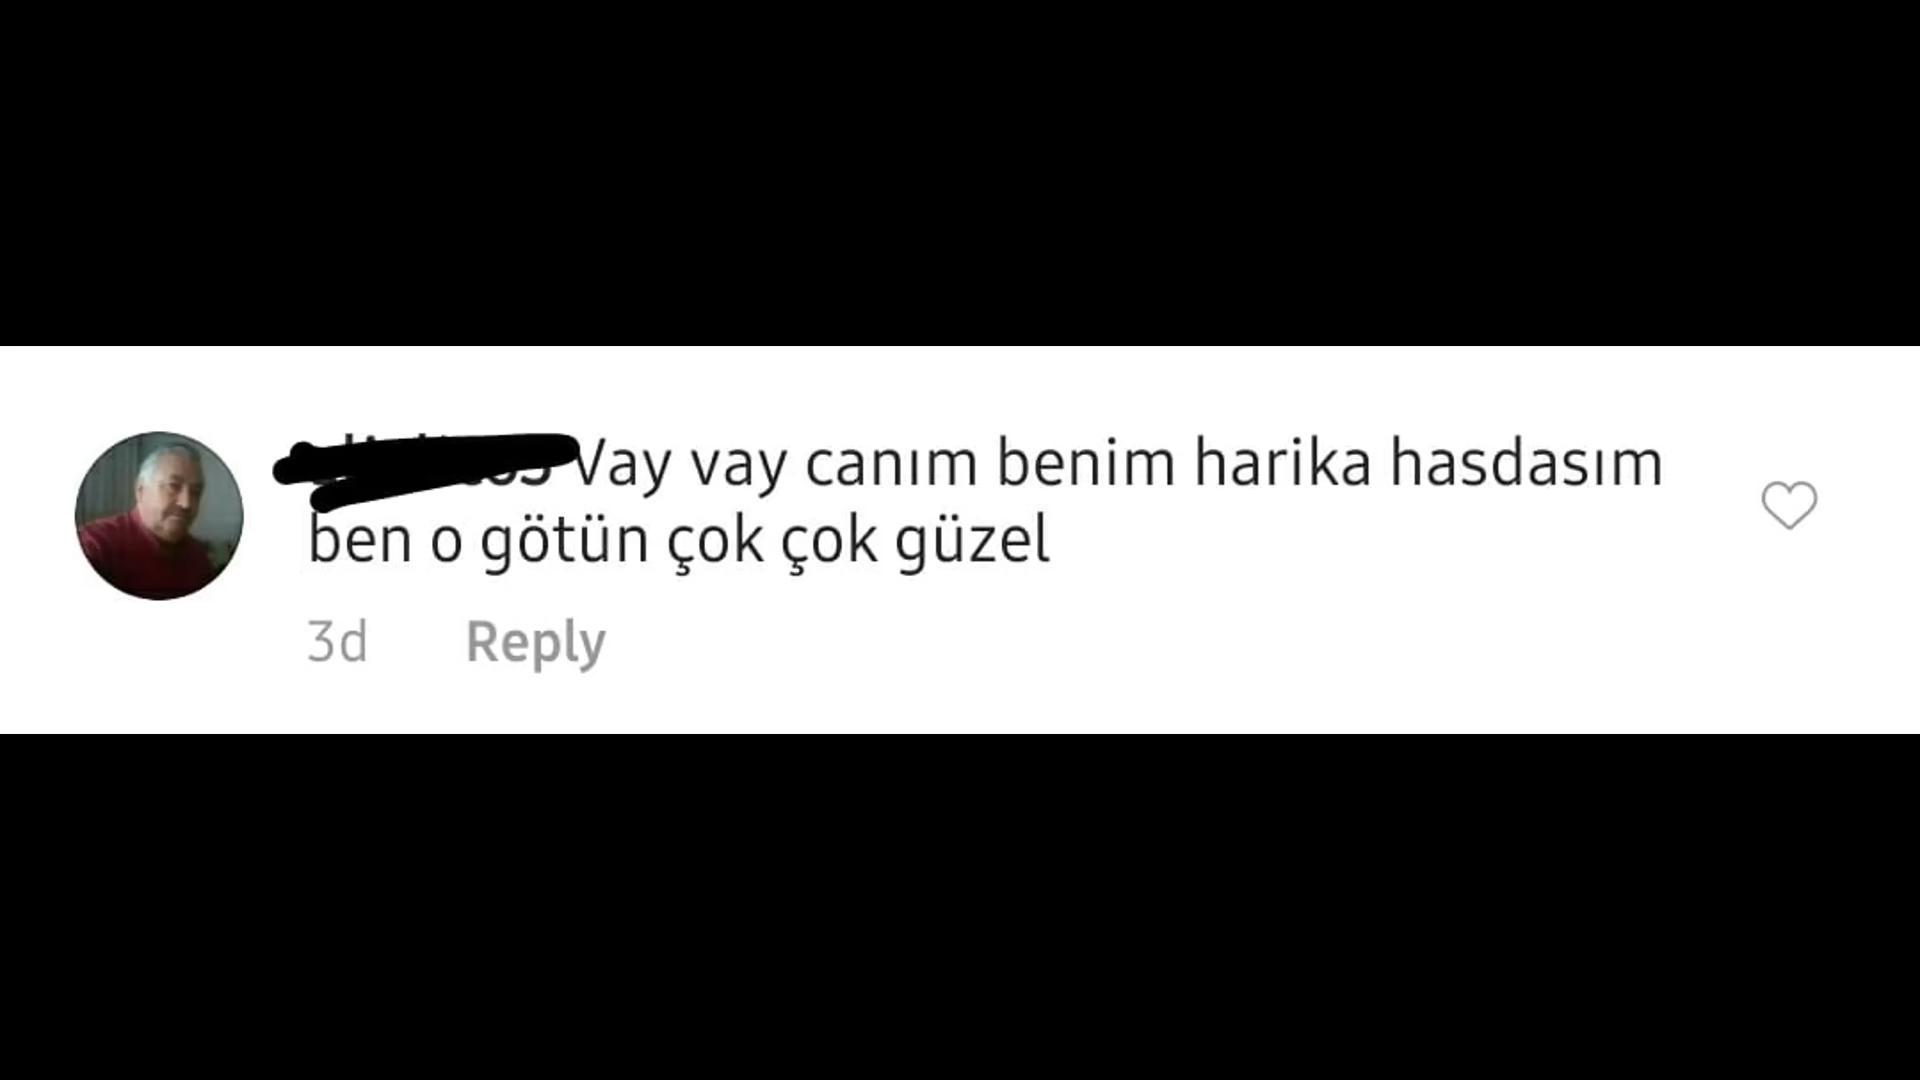 Vay vay canım benim harika hasdasım
ben o götün çok çok güzel
3d Reply